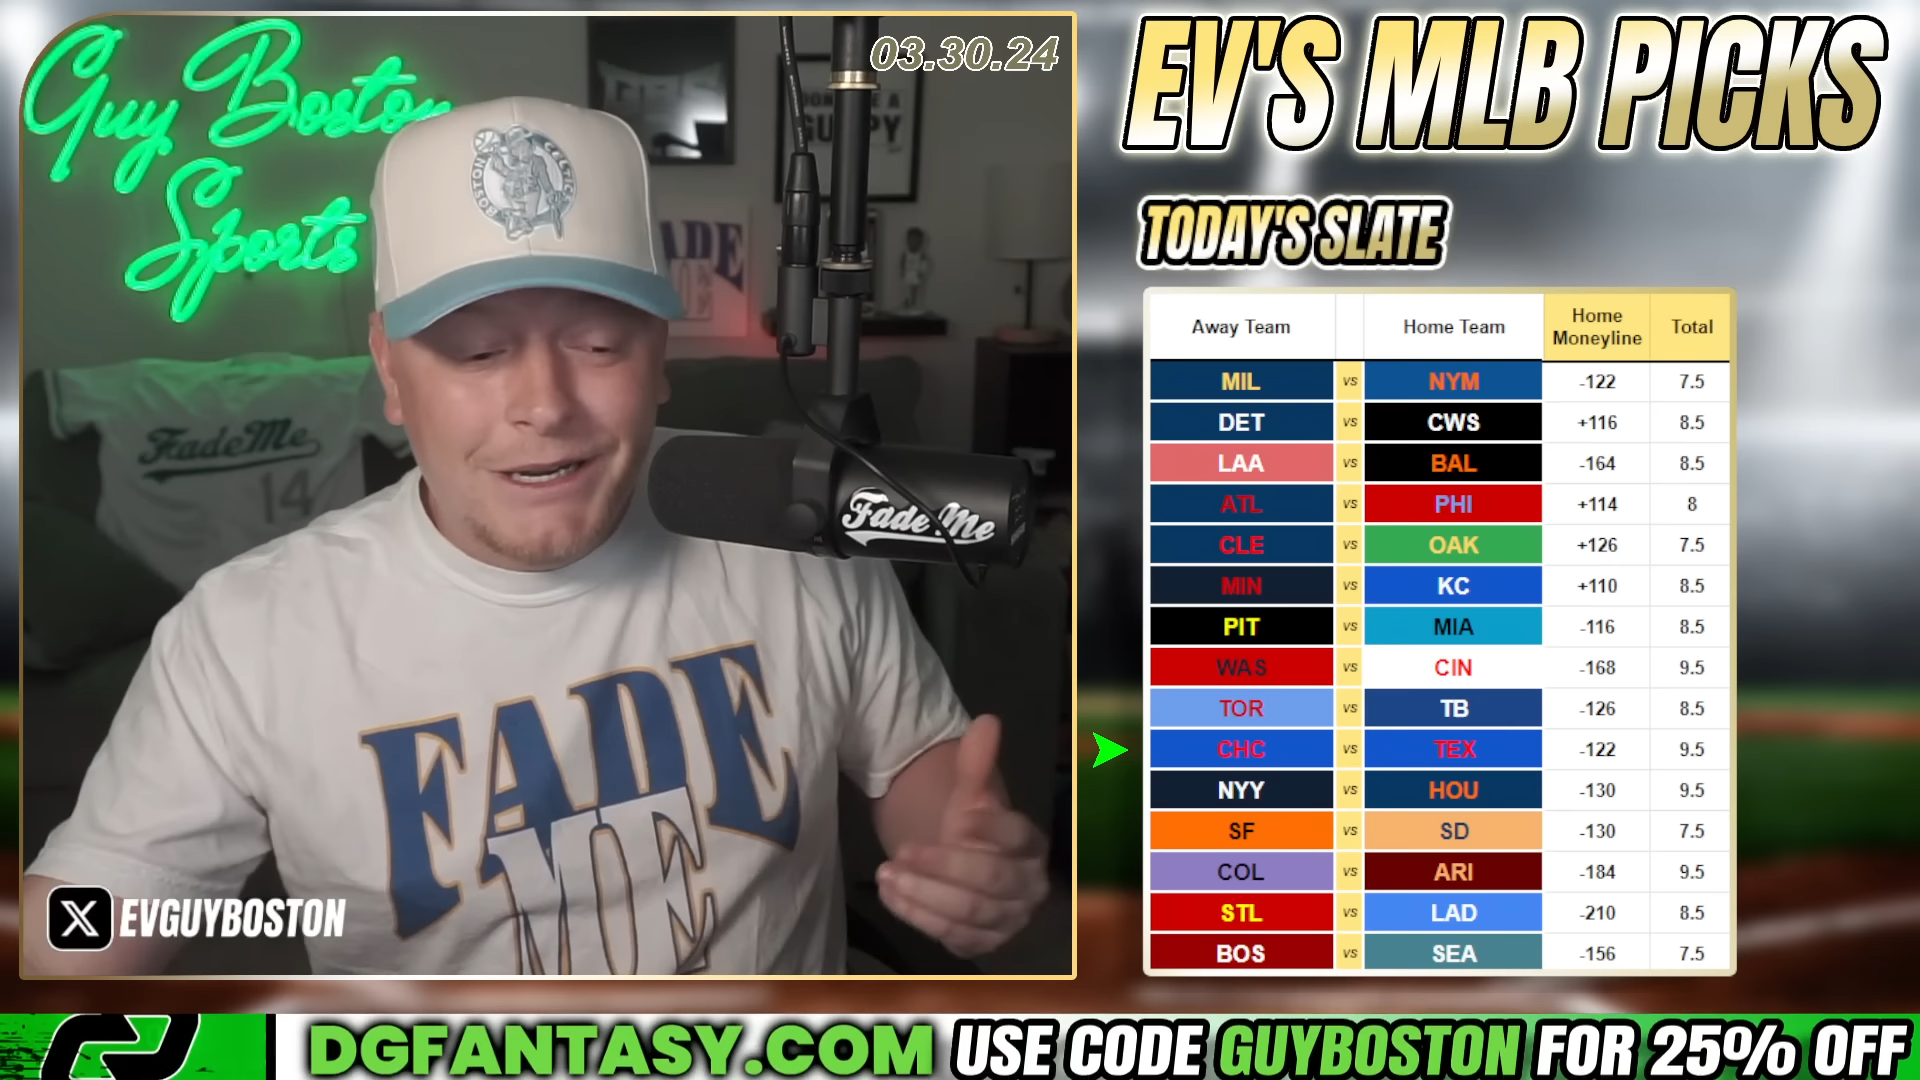 Guy Boston
Sports
03.30.24
BOSTON CELTICS
FADE
ME
FadeMe
14
Fade Me
FADE
ME
X EVGUYBOSTON
EV'S MLB PICKS
TODAY'S SLATE
Away Team Home Team Home Moneyline Total
MIL vs NYM -122 7.5
DET vs CWS +116 8.5
LAA vs BAL -164 8.5
ATL vs PHI +114 8
CLE vs OAK +126 7.5
MIN vs KC +110 8.5
PIT vs MIA -116 8.5
WAS vs CIN -168 9.5
TOR vs TB -126 8.5
CHC vs TEX -122 9.5
NYY vs HOU -130 9.5
SF vs SD -130 7.5
COL vs ARI -184 9.5
STL vs LAD -210 8.5
BOS vs SEA -156 7.5
DGFANTASY.COM USE CODE GUYBOSTON FOR 25% OFF